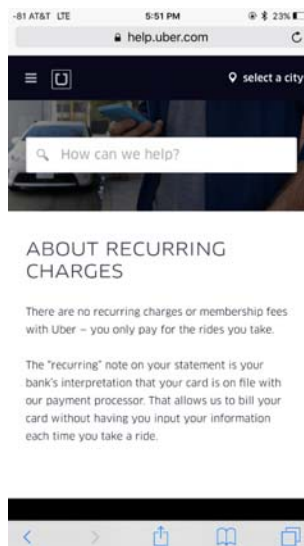 -81 AT&T LTE 5:51 PM 23%
help.uber.com
select a city
How can we help?
ABOUT RECURRING
CHARGES
There are no recurring charges or membership fees
with Uber – you only pay for the rides you take.
The "recurring" note on your statement is your
bank's interpretation that your card is on file with
our payment processor. That allows us to bill your
card without having you input your information
each time you take a ride.